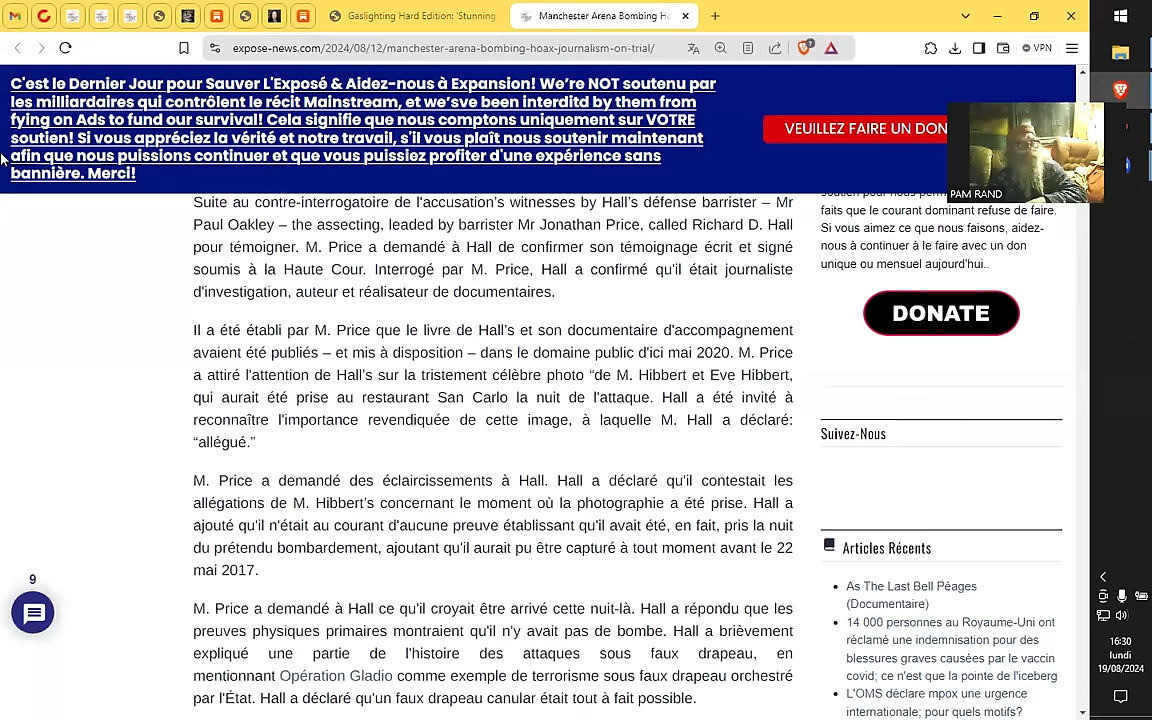 Gaslighting Hard Edition: 'Stunning
Manchester Arena Bombing Ho
expose-news.com/2024/08/12/manchester-arena-bombing-hoax-journalism-on-trial/
7
VPN
C'est le Dernier Jour pour Sauver L'Exposé & Aidez-nous à Expansion! We're NOT soutenu par
les milliardaires qui contrôlent le récit Mainstream, et we'sve been interditd by them from
fying on Ads to fund our survival! Cela signifie que nous comptons uniquement sur VOTRE
soutien! Si vous appréciez la vérité et notre travail, s'il vous plaît nous soutenir maintenant
afin que nous puissions continuer et que vous puissiez profiter d'une expérience sans
bannière. Merci!
VEUILLEZ FAIRE UN DON
PAM RAND
Suite au contre-interrogatoire de l'accusation's witnesses by Hall's défense barrister – Mr
Paul Oakley – the assecting, leaded by barrister Mr Jonathan Price, called Richard D. Hall
pour témoigner. M. Price a demandé à Hall de confirmer son témoignage écrit et signé
soumis à la Haute Cour. Interrogé par M. Price, Hall a confirmé qu'il était journaliste
d'investigation, auteur et réalisateur de documentaires.
Il a été établi par M. Price que le livre de Hall's et son documentaire d'accompagnement
avaient été publiés – et mis à disposition – dans le domaine public d'ici mai 2020. M. Price
a attiré l'attention de Hall's sur la tristement célèbre photo “de M. Hibbert et Eve Hibbert,
qui aurait été prise au restaurant San Carlo la nuit de l'attaque. Hall a été invité à
reconnaître l'importance revendiquée de cette image, à laquelle M. Hall a déclaré:
“allégué.”
M. Price a demandé des éclaircissements à Hall. Hall a déclaré qu'il contestait les
allégations de M. Hibbert's concernant le moment où la photographie a été prise. Hall a
ajouté qu'il n'était au courant d'aucune preuve établissant qu'il avait été, en fait, pris la nuit
du prétendu bombardement, ajoutant qu'il aurait pu être capturé à tout moment avant le 22
mai 2017.
M. Price a demandé à Hall ce qu'il croyait être arrivé cette nuit-là. Hall a répondu que les
preuves physiques primaires montraient qu'il n'y avait pas de bombe. Hall a brièvement
expliqué une partie de l'histoire des attaques sous faux drapeau, en
mentionnant Opération Gladio comme exemple de terrorisme sous faux drapeau orchestré
par l'État. Hall a déclaré qu'un faux drapeau canular était tout à fait possible.
faits que le courant dominant refuse de faire.
Si vous aimez ce que nous faisons, aidez-
nous à continuer à le faire avec un don
unique ou mensuel aujourd'hui..
DONATE
Suivez-Nous
Articles Récents
As The Last Bell Péages
(Documentaire)
14 000 personnes au Royaume-Uni ont
réclamé une indemnisation pour des
blessures graves causées par le vaccin
covid; ce n'est que la pointe de l'iceberg
L'OMS déclare mpox une urgence
internationale; pour quels motifs?
9
16:30
lundi
19/08/2024